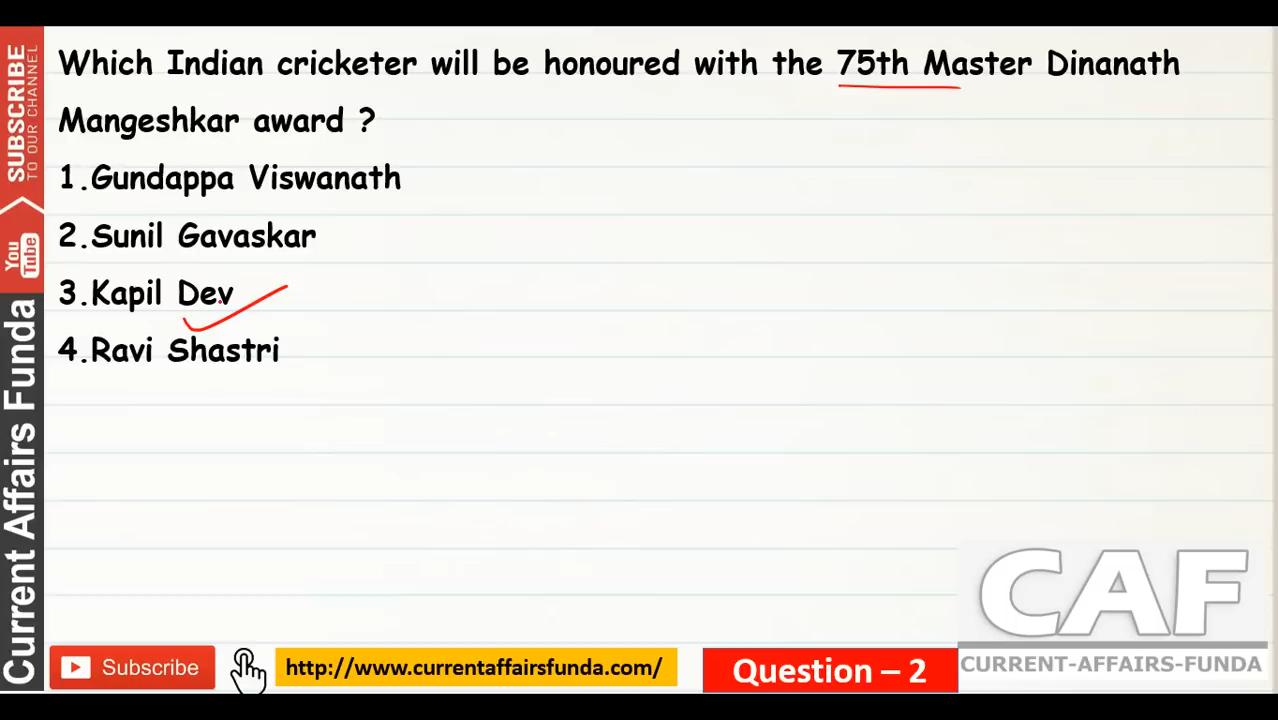 Which Indian cricketer will be honoured with the 75th Master Dinanath
Mangeshkar award ?
1.Gundappa Viswanath
2.Sunil Gavaskar
3.Kapil Dev
4.Ravi Shastri
SUBSCRIBE
TO OUR CHANNEL
You
Tube
Current Affairs Funda
CAF
CURRENT-AFFAIRS-FUNDA
Subscribe
http://www.currentaffairsfunda.com/
Question – 2